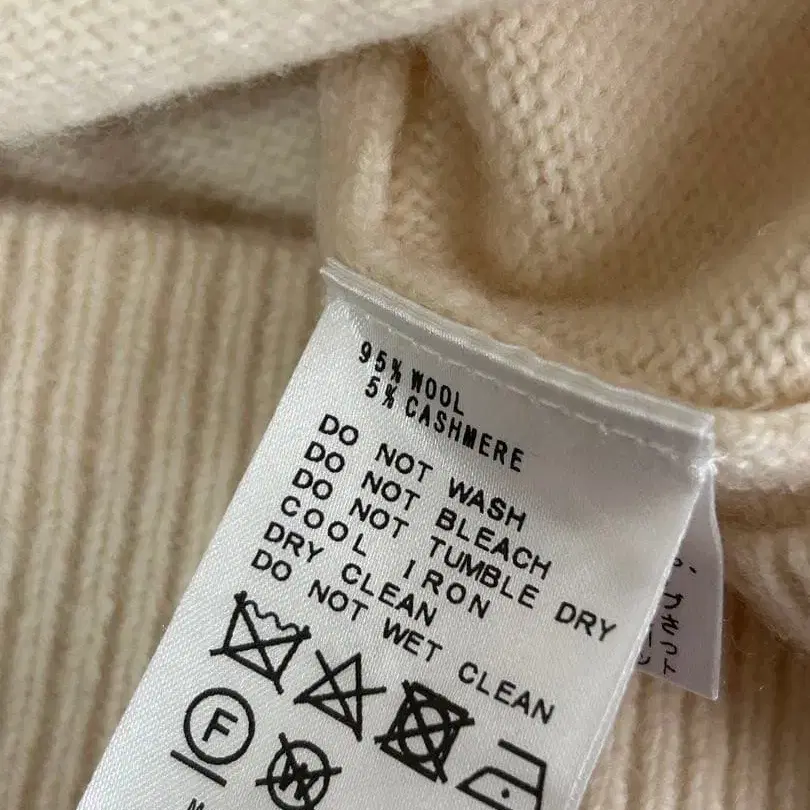 95% WOOL
5% CASHMERE
DO NOT WASH
DO NOT BLEACH
DO NOT TUMBLE DRY
COOL IRON
DRY CLEAN
DO NOT WET CLEAN
F
W